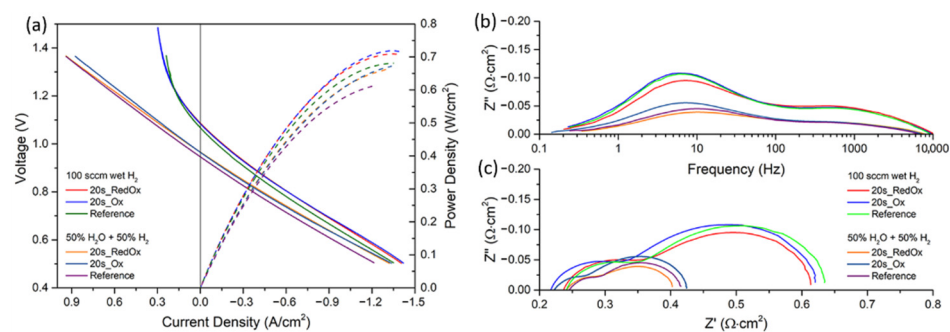 (a)
Voltage (V)
1.4
1.2
1.0
0.8
0.6
0.4
100 sccm wet H₂
20s_RedOx
20s_Ox
Reference
50% H₂O + 50% H₂
20s_RedOx
20s_Ox
Reference
0.9 0.6 0.3 0.0 -0.3 -0.6 -0.9 -1.2 -1.5
Current Density (A/cm²)
0.8
0.7
0.6
0.5
0.4
0.3
0.2
0.1
0.0
Power Density (W/cm²)
(b)
Z" (Ω·cm²)
-0.20
-0.15
-0.10
-0.05
0.00
0.1 1 10 100 1000 10,000
Frequency (Hz)
(c)
Z" (Ω·cm²)
-0.20
-0.15
-0.10
-0.05
0.00
100 sccm wet H₂
20s_RedOx
20s_Ox
Reference
50% H₂O + 50% H₂
20s_RedOx
20s_Ox
Reference
0.2 0.3 0.4 0.5 0.6 0.7 0.8
Z' (Ω·cm²)